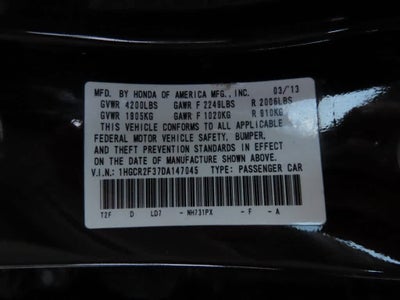 MFD. BY HONDA OF AMERICA MFG., INC. 03/13
GVWR 4200LBS GAWR F 2249LBS R 2006LBS
GVWR 1905KG GAWR F 1020KG R 910KG
THIS VEHICLE CONFORMS TO ALL APPLICABLE
FEDERAL MOTOR VEHICLE SAFETY, BUMPER,
AND THEFT PREVENTION STANDARDS IN EFFECT
ON THE DATE OF MANUFACTURE SHOWN ABOVE.
V.I.N.: 1HGCR2F37DA147045 TYPE: PASSENGER CAR
T2F D LD7 - NH731PX - F - A